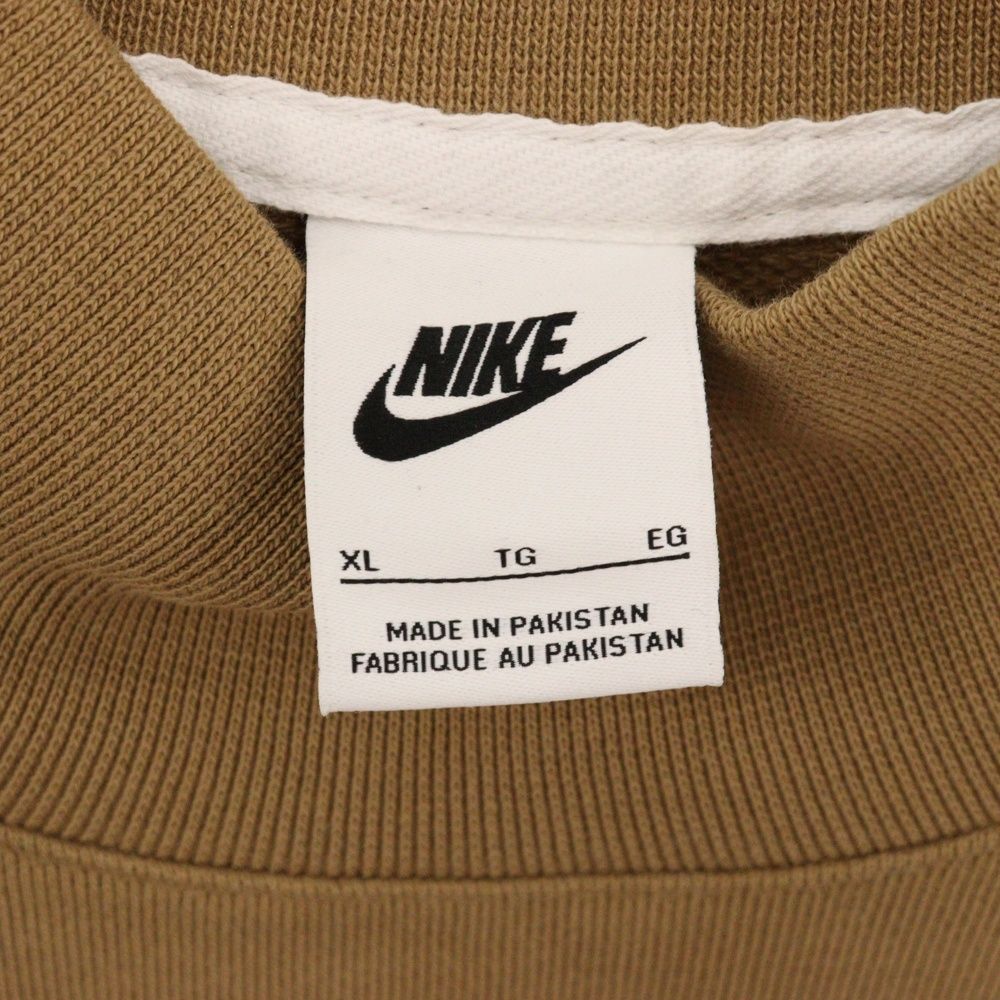 NIKE
XL TG EG
MADE IN PAKISTAN
FABRIQUE AU PAKISTAN